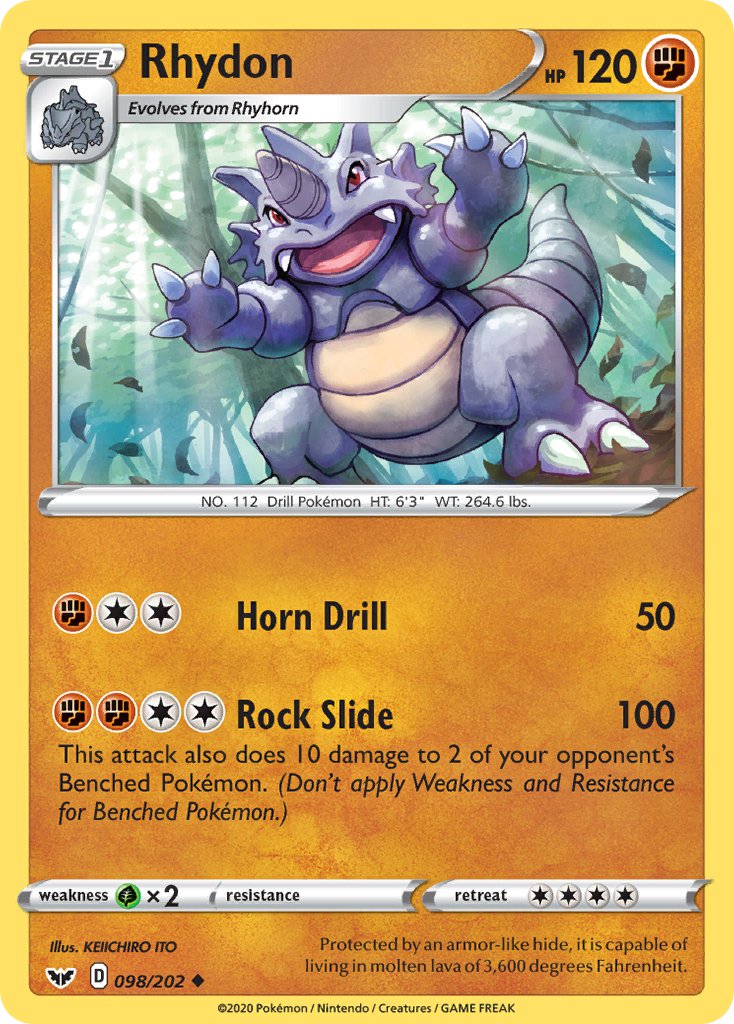 STAGE 1
Rhydon
HP 120
Evolves from Rhyhorn
NO. 112 Drill Pokémon HT: 6'3" WT: 264.6 lbs.
Horn Drill 50
Rock Slide 100
This attack also does 10 damage to 2 of your opponent's
Benched Pokémon. (Don't apply Weakness and Resistance
for Benched Pokémon.)
weakness ×2 resistance retreat
Illus. KEIICHIRO ITO
Protected by an armor-like hide, it is capable of
living in molten lava of 3,600 degrees Fahrenheit.
D 098/202
©2020 Pokémon / Nintendo / Creatures / GAME FREAK